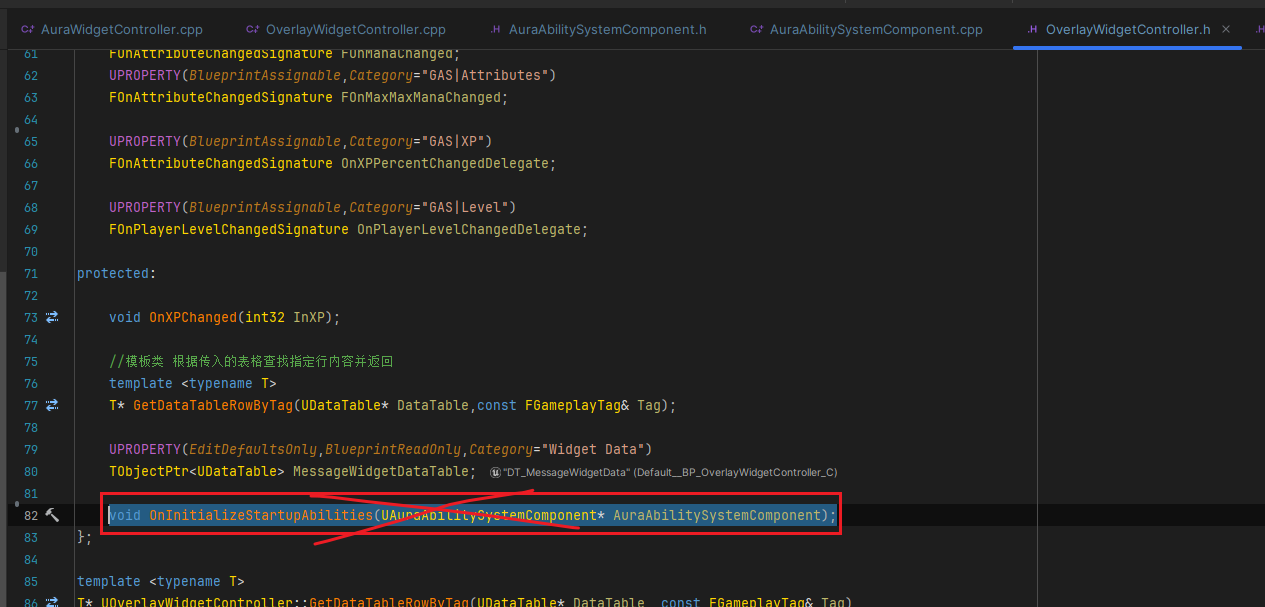 C++ AuraWidgetController.cpp C++ OverlayWidgetController.cpp .H AuraAbilitySystemComponent.h C++ AuraAbilitySystemComponent.cpp .H OverlayWidgetController.h × .H
61 FOnAttributeChangedSignature FOnManaChanged;
62 UPROPERTY(BlueprintAssignable,Category="GAS|Attributes")
63 FOnAttributeChangedSignature FOnMaxMaxManaChanged;
64
65 UPROPERTY(BlueprintAssignable,Category="GAS|XP")
66 FOnAttributeChangedSignature OnXPPercentChangedDelegate;
67
68 UPROPERTY(BlueprintAssignable,Category="GAS|Level")
69 FOnPlayerLevelChangedSignature OnPlayerLevelChangedDelegate;
70
71 protected:
72
73 void OnXPChanged(int32 InXP);
74
75 //模板类 根据传入的表格查找指定行内容并返回
76 template <typename T>
77 T* GetDataTableRowByTag(UDataTable* DataTable,const FGameplayTag& Tag);
78
79 UPROPERTY(EditDefaultsOnly,BlueprintReadOnly,Category="Widget Data")
80 TObjectPtr<UDataTable> MessageWidgetDataTable; "DT_MessageWidgetData" (Default__BP_OverlayWidgetController_C)
81
82 void OnInitializeStartupAbilities(UAuraAbilitySystemComponent* AuraAbilitySystemComponent);
83 };
84
85 template <typename T>
86 T* UOverlayWidgetController::GetDataTableRowByTag(UDataTable* DataTable, const FGameplayTag& Tag)